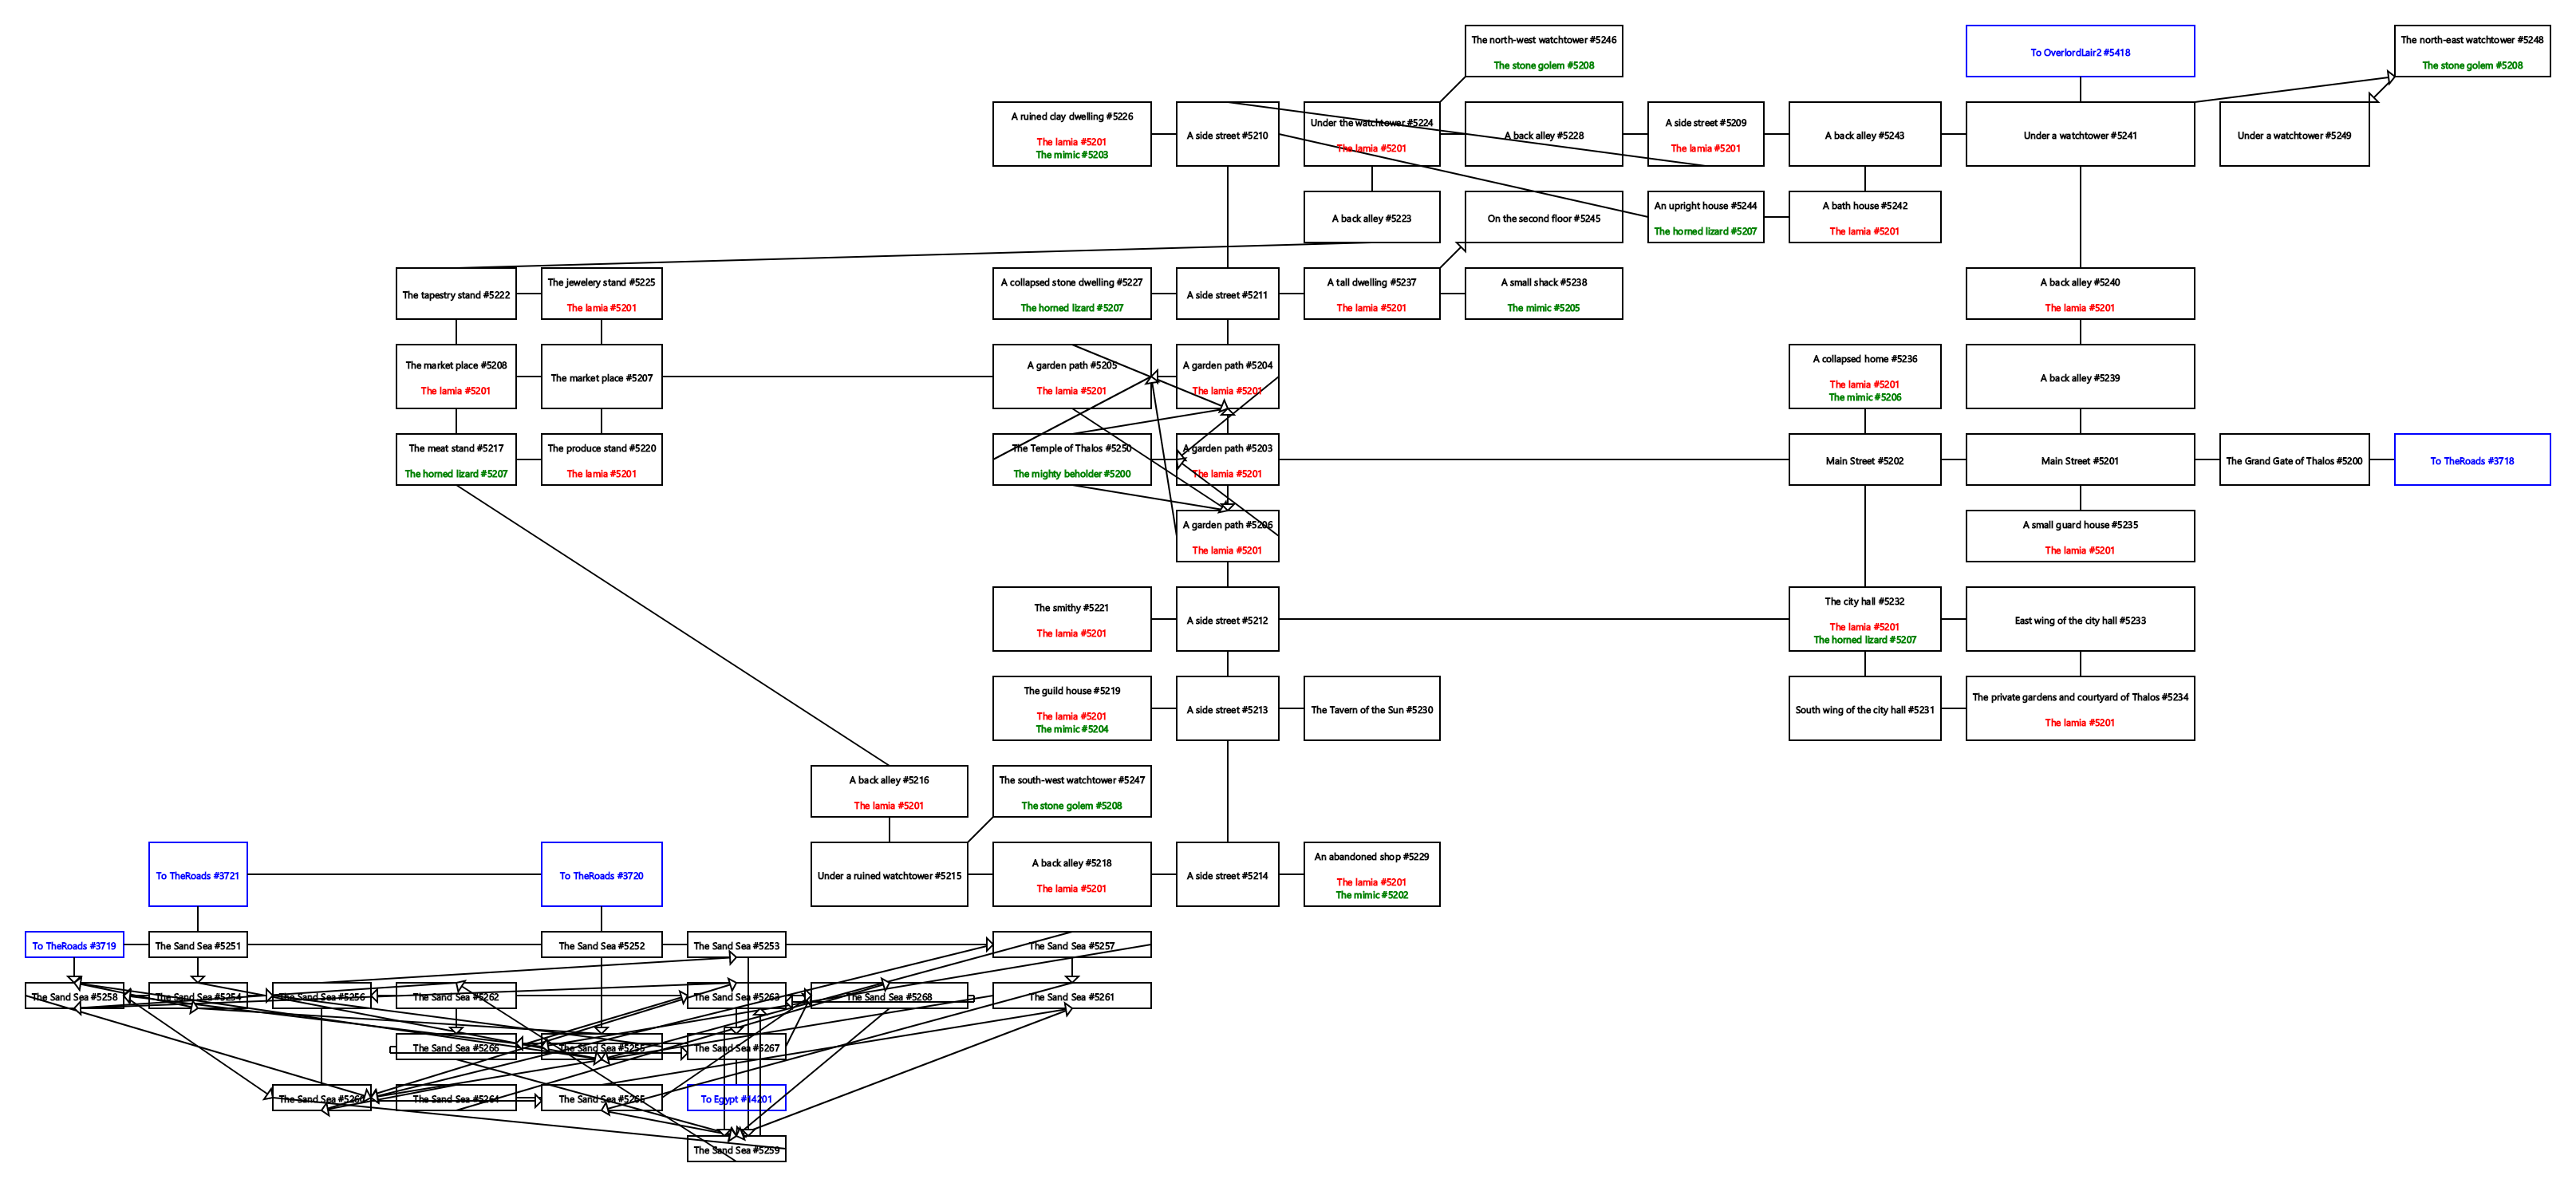 The north-west watchtower #5246
The stone golem #5208
To OverlordLair2 #5418
The north-east watchtower #5248
The stone golem #5208
A ruined clay dwelling #5226
The lamia #5201
The mimic #5203
A side street #5210
Under the watchtower #5224
The lamia #5201
A back alley #5228
A side street #5209
The lamia #5201
A back alley #5243
Under a watchtower #5241
Under a watchtower #5249
A back alley #5223
On the second floor #5245
An upright house #5244
The horned lizard #5207
A bath house #5242
The lamia #5201
The tapestry stand #5222
The jewelery stand #5225
The lamia #5201
A collapsed stone dwelling #5227
The horned lizard #5207
A side street #5211
A tall dwelling #5237
The lamia #5201
A small shack #5238
The mimic #5205
A back alley #5240
The lamia #5201
The market place #5208
The lamia #5201
The market place #5207
A garden path #5205
The lamia #5201
A garden path #5204
The lamia #5201
A collapsed home #5236
The lamia #5201
The mimic #5206
A back alley #5239
The meat stand #5217
The horned lizard #5207
The produce stand #5220
The lamia #5201
The Temple of Thalos #5250
The mighty beholder #5200
A garden path #5203
The lamia #5201
Main Street #5202
Main Street #5201
The Grand Gate of Thalos #5200
To TheRoads #3718
A garden path #5206
The lamia #5201
A small guard house #5235
The lamia #5201
The smithy #5221
The lamia #5201
A side street #5212
The city hall #5232
The lamia #5201
The horned lizard #5207
East wing of the city hall #5233
The guild house #5219
The lamia #5201
The mimic #5204
A side street #5213
The Tavern of the Sun #5230
South wing of the city hall #5231
The private gardens and courtyard of Thalos #5234
The lamia #5201
A back alley #5216
The lamia #5201
The south-west watchtower #5247
The stone golem #5208
To TheRoads #3721
To TheRoads #3720
Under a ruined watchtower #5215
A back alley #5218
The lamia #5201
A side street #5214
An abandoned shop #5229
The lamia #5201
The mimic #5202
To TheRoads #3719
The Sand Sea #5251
The Sand Sea #5252
The Sand Sea #5253
The Sand Sea #5257
The Sand Sea #5258
The Sand Sea #5254
The Sand Sea #5256
The Sand Sea #5262
The Sand Sea #5263
The Sand Sea #5268
The Sand Sea #5261
The Sand Sea #5266
The Sand Sea #5255
The Sand Sea #5267
The Sand Sea #5260
The Sand Sea #5264
The Sand Sea #5265
To Egypt #14201
The Sand Sea #5259